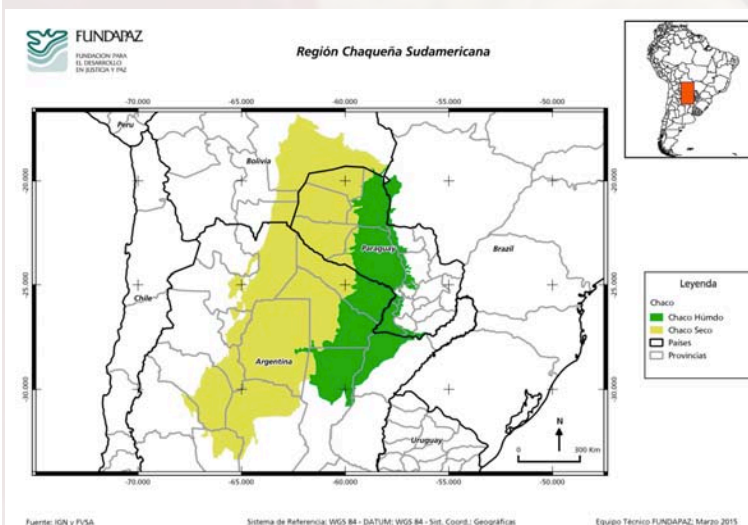 FUNDAPAZ
FUNDACION PARA
EL DESARROLLO
EN JUSTICIA Y PAZ
Región Chaqueña Sudamericana
-70.000 -65.000 -60.000 -55.000 -50.000
Peru
Bolivia
-20.000 -20.000
Paraguay
Brazil
-25.000 -25.000
Chile
Argentina
-30.000 -30.000
Uruguay
N
0 300 Km
-70.000 -65.000 -60.000 -55.000 -50.000
Leyenda
Chaco
Chaco Húmdo
Chaco Seco
Países
Provincias
Fuente: IGN y FVSA
Sistema de Referencia: WGS 84 - DATUM: WGS 84 - Sist. Coord.: Geográficas
Equipo Técnico FUNDAPAZ; Marzo 2015